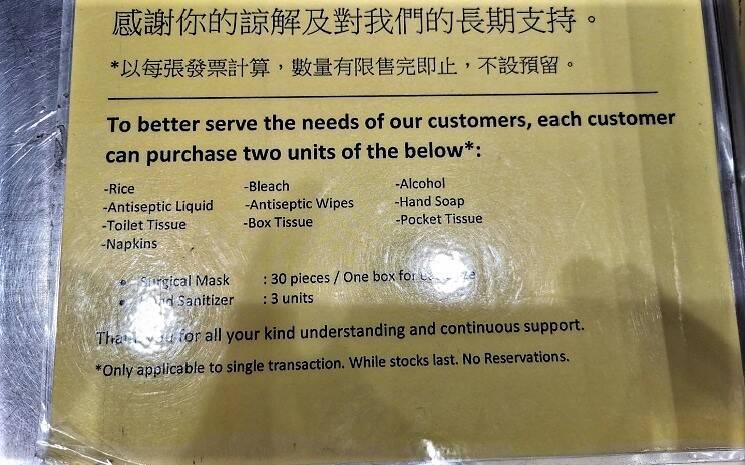 感謝你的諒解及對我們的長期支持。
*以每張發票計算，數量有限售完即止，不設預留。
To better serve the needs of our customers, each customer
can purchase two units of the below*:
-Rice -Bleach -Alcohol
-Antiseptic Liquid -Antiseptic Wipes -Hand Soap
-Toilet Tissue -Box Tissue -Pocket Tissue
-Napkins
• Surgical Mask : 30 pieces / One box for
• Sanitizer : 3 units
for all your kind understanding and continuous support.
*Only applicable to single transaction. While stocks last. No Reservations.